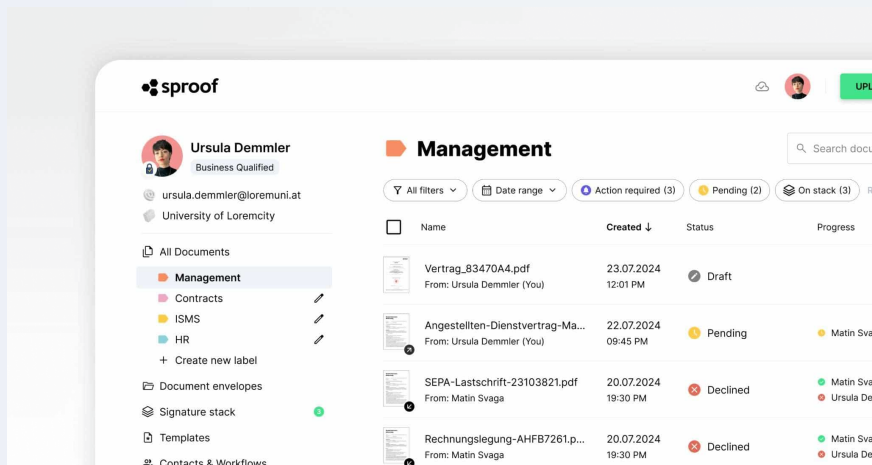 sproof
UPL
Ursula Demmler
Business Qualified
ursula.demmler@loremuni.at
University of Loremcity
All Documents
Management
Contracts
ISMS
HR
+ Create new label
Document envelopes
Signature stack 3
Templates
Contacts & Workflows
Management
Search docu
All filters Date range Action required (3) Pending (2) On stack (3) R
Name Created ↓ Status Progress
Vertrag_83470A4.pdf 23.07.2024 Draft
From: Ursula Demmler (You) 12:01 PM
Angestellten-Dienstvertrag-Ma... 22.07.2024 Pending Matin Sva
From: Ursula Demmler (You) 09:45 PM
SEPA-Lastschrift-23103821.pdf 20.07.2024 Declined Matin Sva
From: Matin Svaga 19:30 PM Ursula De
Rechnungslegung-AHFB7261.p... 20.07.2024 Declined Matin Sva
From: Matin Svaga 19:30 PM Ursula De